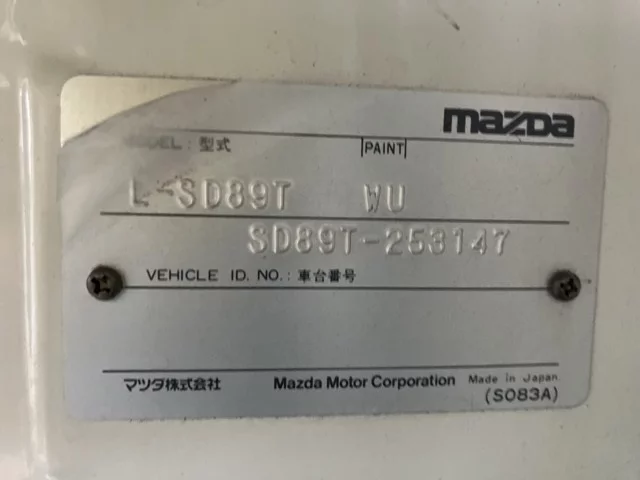 mazda
MODEL: 型式 PAINT
L-SD89T WU
SD89T-253147
VEHICLE ID. NO.: 車台番号
マツダ株式会社 Mazda Motor Corporation Made in Japan
(S083A)